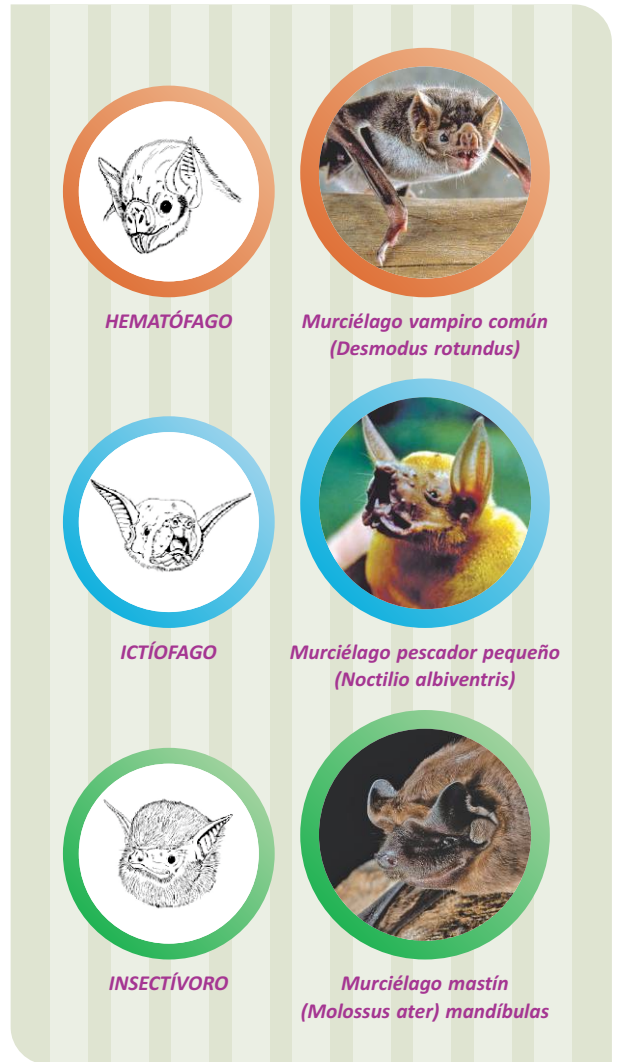 HEMATÓFAGO
Murciélago vampiro común
(Desmodus rotundus)
ICTÍOFAGO
Murciélago pescador pequeño
(Noctilio albiventris)
INSECTÍVORO
Murciélago mastín
(Molossus ater) mandíbulas